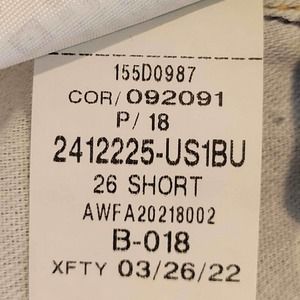 155D0987
COR/ 092091
P/ 18
2412225-US1BU
26 SHORT
AWFA20218002
B-018
XFTY 03/26/22